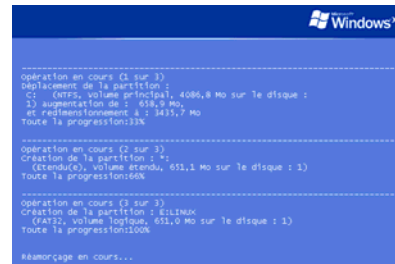 Windows
Opération en cours (1 sur 3)
Déplacement de la partition :
C: (NTFS, Volume principal, 4086,8 Mo sur le disque :
1) augmentation de : 658,9 Mo,
et redimensionnement à : 3435,7 Mo
Toute la progression:33%
Opération en cours (2 sur 3)
Création de la partition : *:
(Etendu(e), Volume étendu, 651,1 Mo sur le disque : 1)
Toute la progression:66%
Opération en cours (3 sur 3)
Création de la partition : E:LINUX
(FAT32, Volume logique, 651,0 Mo sur le disque : 1)
Toute la progression:100%
Réamorçage en cours...